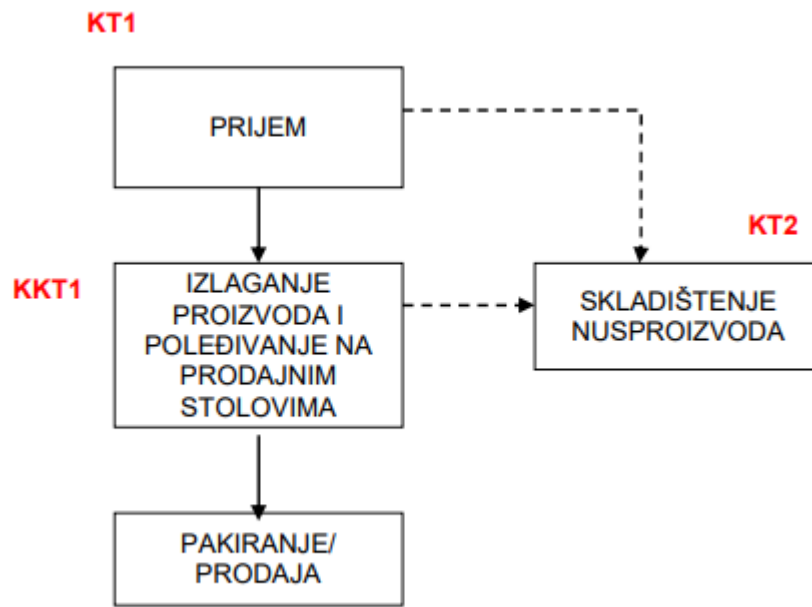 KT1
PRIJEM
KT2
KKT1
IZLAGANJE
PROIZVODA I
POLEĐIVANJE NA
PRODAJNIM
STOLOVIMA
SKLADIŠTENJE
NUSPROIZVODA
PAKIRANJE/
PRODAJA